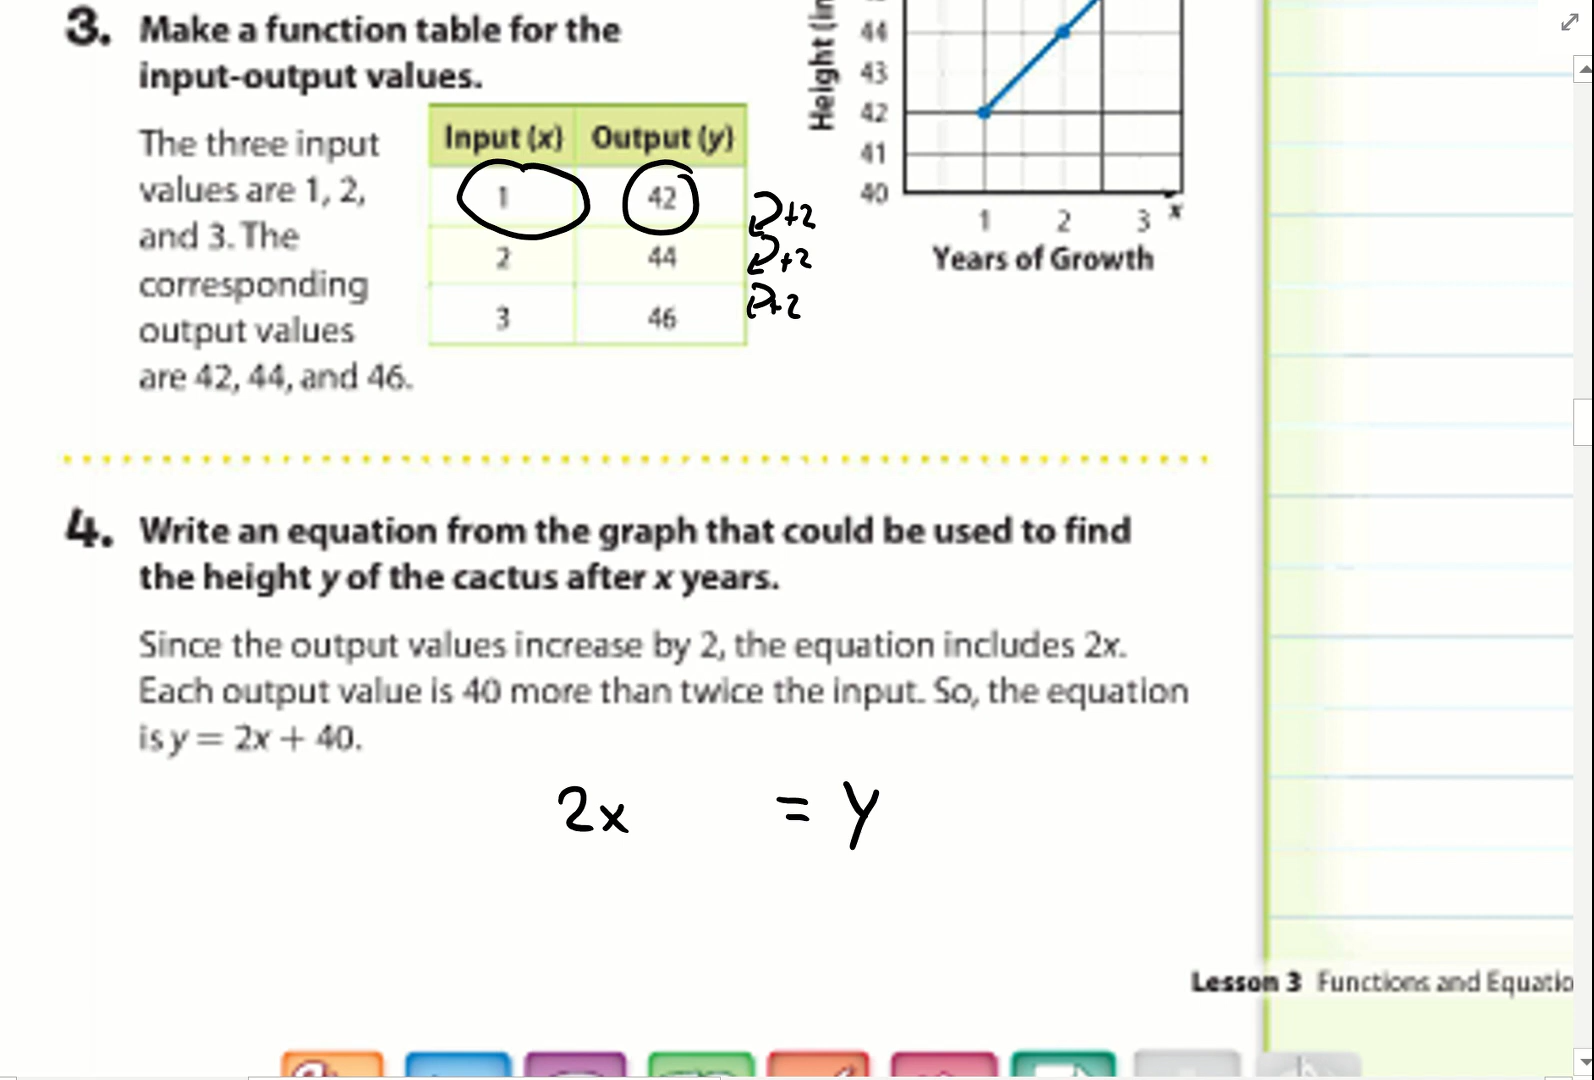 3. Make a function table for the
input-output values.
The three input
values are 1, 2,
and 3. The
corresponding
output values
are 42, 44, and 46.
Input (x) Output (y)
1 42
2 44
3 46
+2
+2
+2
Height (in
44
43
42
41
40
1 2 3 x
Years of Growth
4. Write an equation from the graph that could be used to find
the height y of the cactus after x years.
Since the output values increase by 2, the equation includes 2x.
Each output value is 40 more than twice the input. So, the equation
is y = 2x + 40.
2x = y
Lesson 3 Functions and Equatio